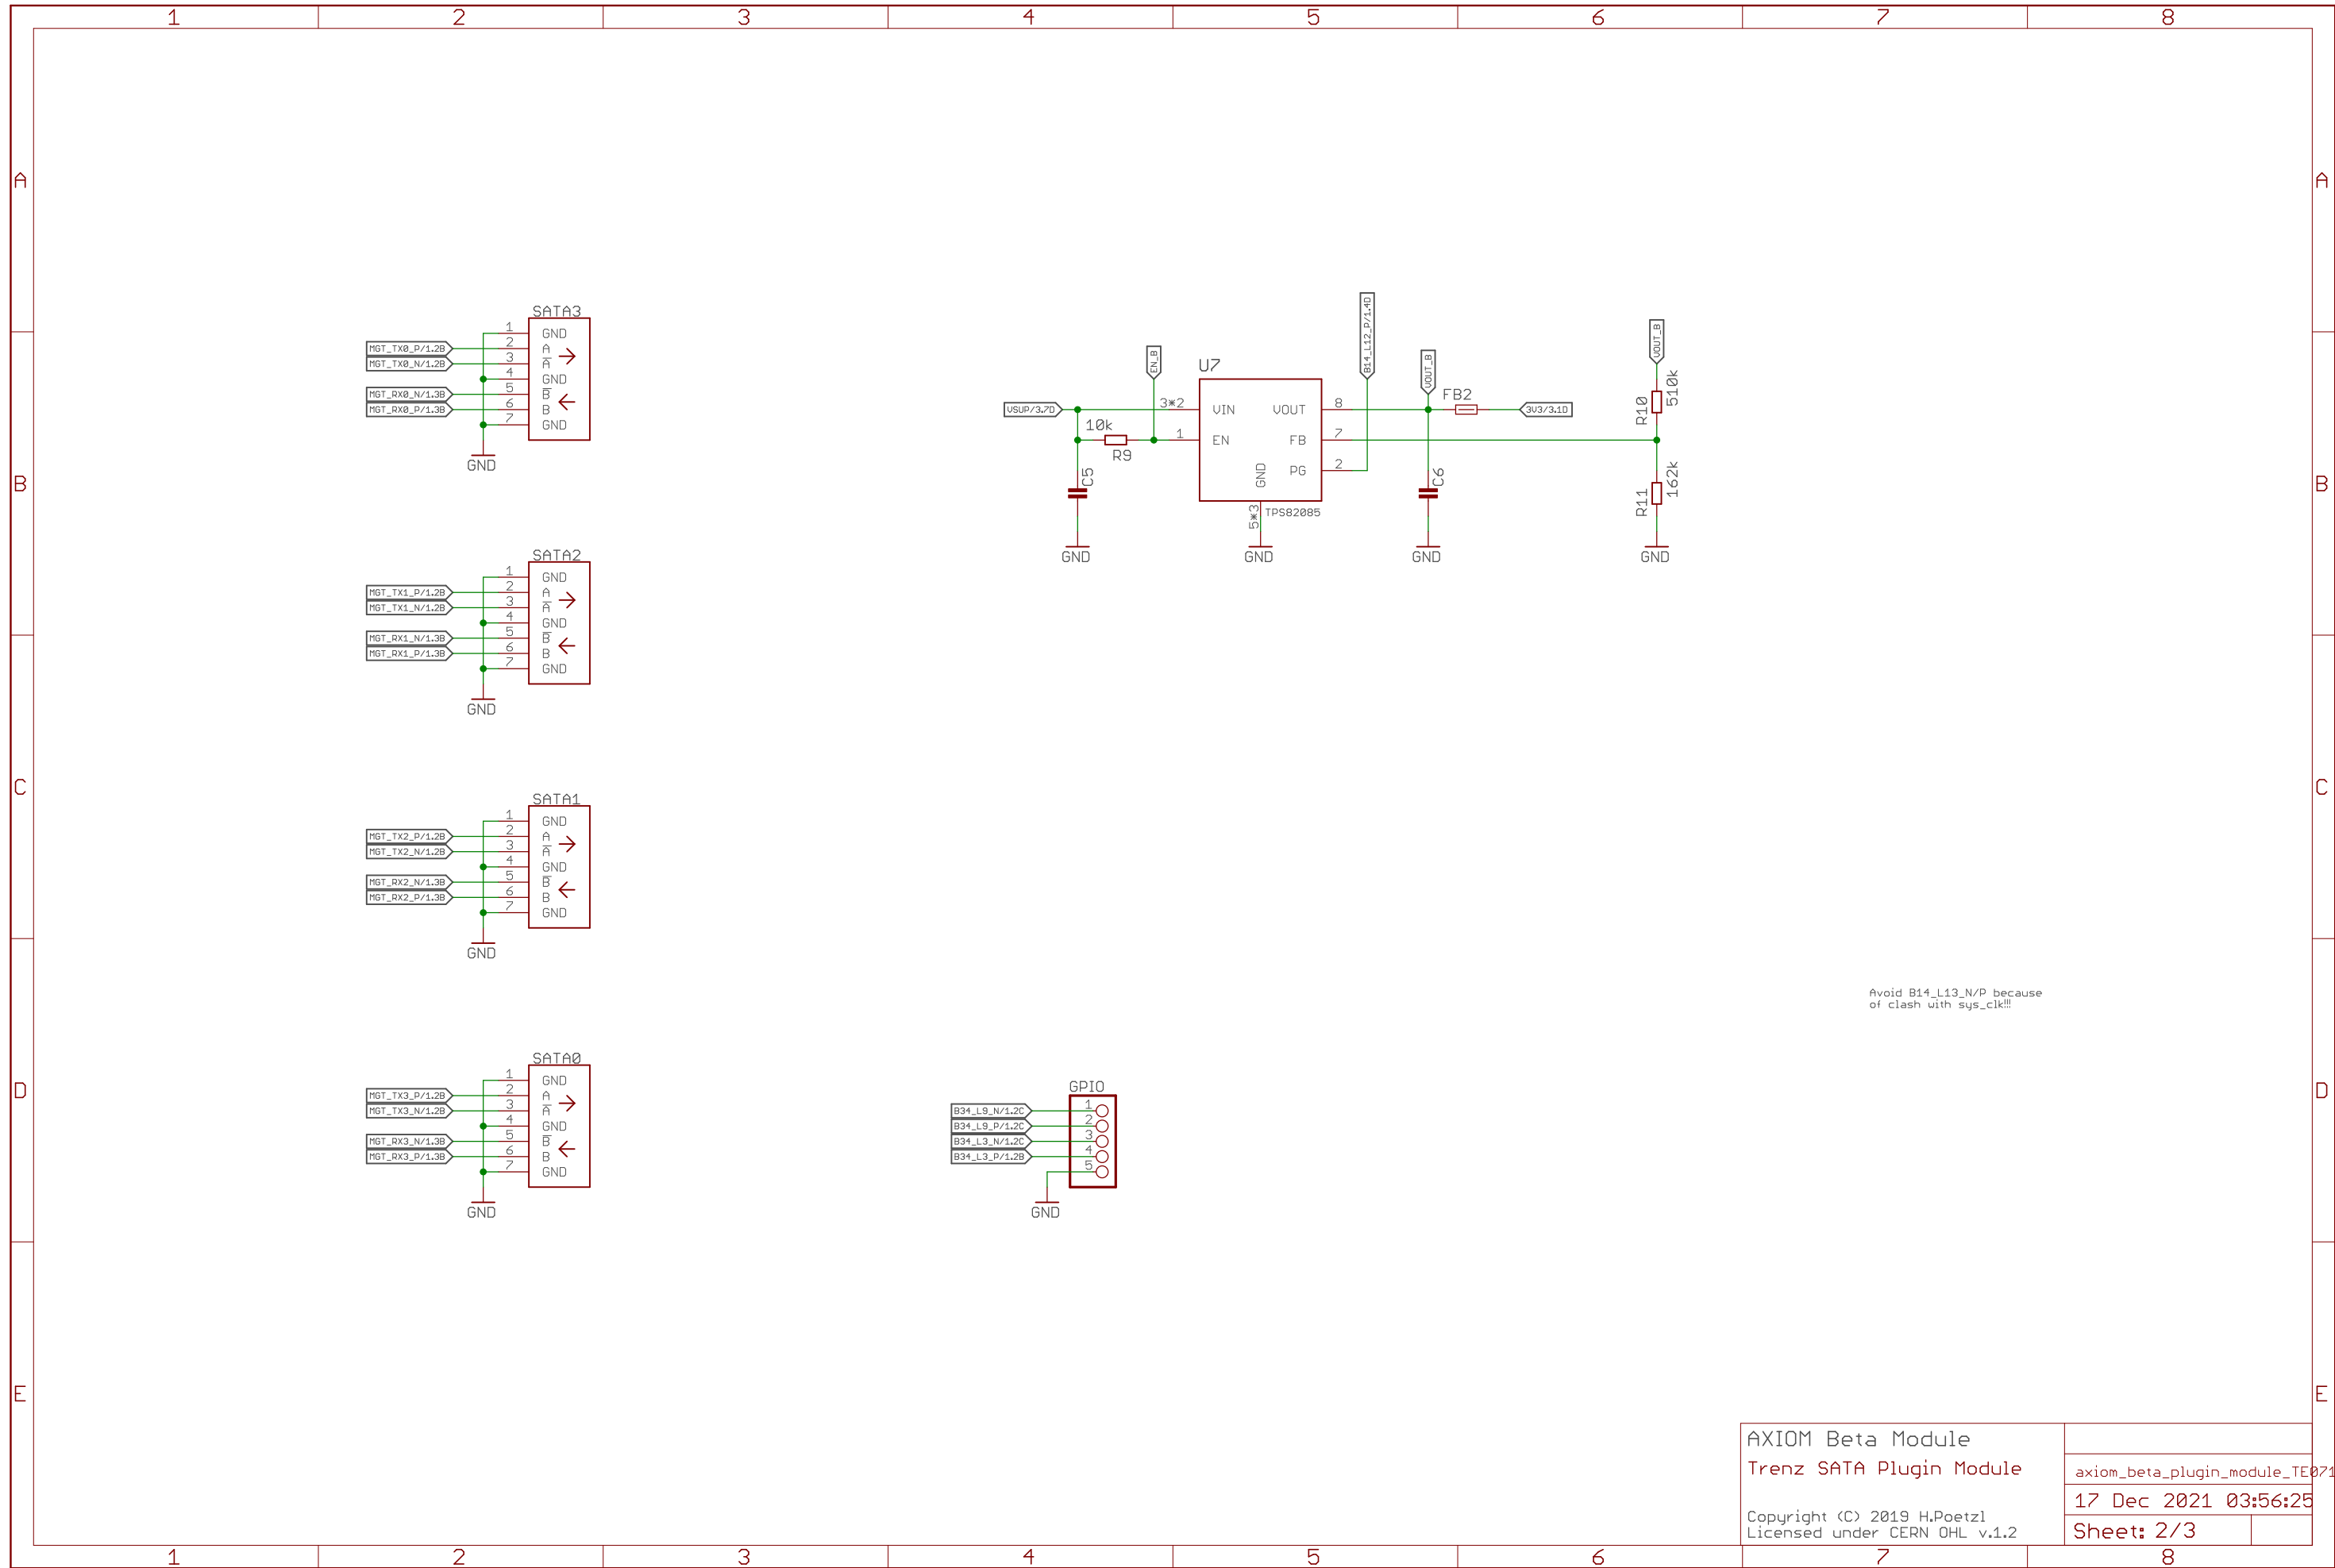 1 2 3 4 5 6 7 8
A A
B B
C C
D D
E E
SATA3
MGT_TX0_P/1.2B
MGT_TX0_N/1.2B
MGT_RX0_N/1.3B
MGT_RX0_P/1.3B
1 GND
2 A
3 A̅
4 GND
5 B̅
6 B
7 GND
GND
SATA2
MGT_TX1_P/1.2B
MGT_TX1_N/1.2B
MGT_RX1_N/1.3B
MGT_RX1_P/1.3B
1 GND
2 A
3 A̅
4 GND
5 B̅
6 B
7 GND
GND
SATA1
MGT_TX2_P/1.2B
MGT_TX2_N/1.2B
MGT_RX2_N/1.3B
MGT_RX2_P/1.3B
1 GND
2 A
3 A̅
4 GND
5 B̅
6 B
7 GND
GND
SATA0
MGT_TX3_P/1.2B
MGT_TX3_N/1.2B
MGT_RX3_N/1.3B
MGT_RX3_P/1.3B
1 GND
2 A
3 A̅
4 GND
5 B̅
6 B
7 GND
GND
VSUP/3.7D
EN_B
10k
R9
C5
GND
U7
3*2 VIN
1 EN
VOUT 8
FB 7
PG 2
GND
5*3
TPS82085
GND
B14_L12_P/1.4D
VOUT_B
FB2
3V3/3.1D
C6
GND
VOUT_B
R10
510k
R11
162k
GND
GPIO
B34_L9_N/1.2C 1
B34_L9_P/1.2C 2
B34_L3_N/1.2C 3
B34_L3_P/1.2B 4
5
GND
Avoid B14_L13_N/P because
of clash with sys_clk!!!
AXIOM Beta Module
Trenz SATA Plugin Module
Copyright (C) 2019 H.Poetzl
Licensed under CERN OHL v.1.2
axiom_beta_plugin_module_TE071
17 Dec 2021 03:56:25
Sheet: 2/3
1 2 3 4 5 6 7 8